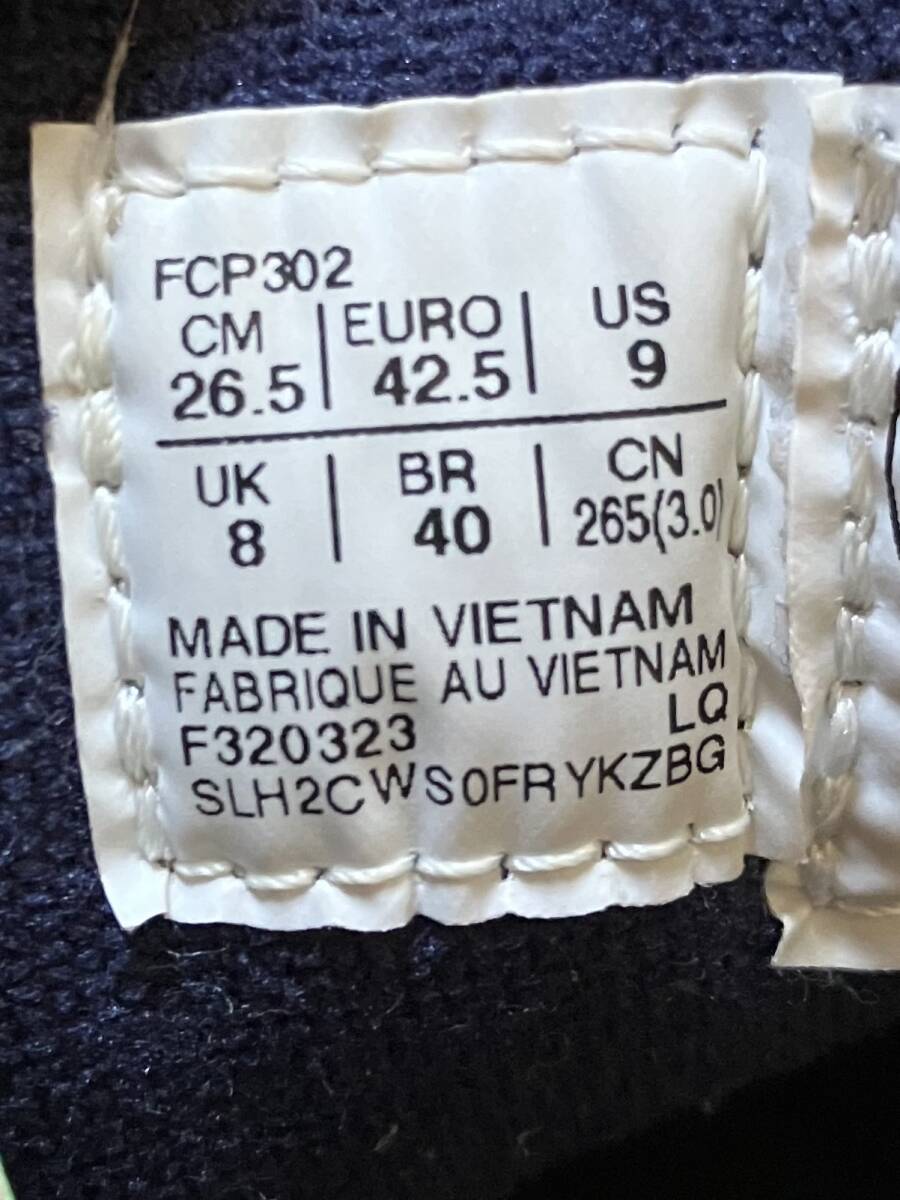 FCP302
CM | EURO | US
26.5 | 42.5 | 9
UK | BR | CN
8 | 40 | 265(3.0)
MADE IN VIETNAM
FABRIQUE AU VIETNAM
F320323 LQ
SLH2CWS0FRYKZBG